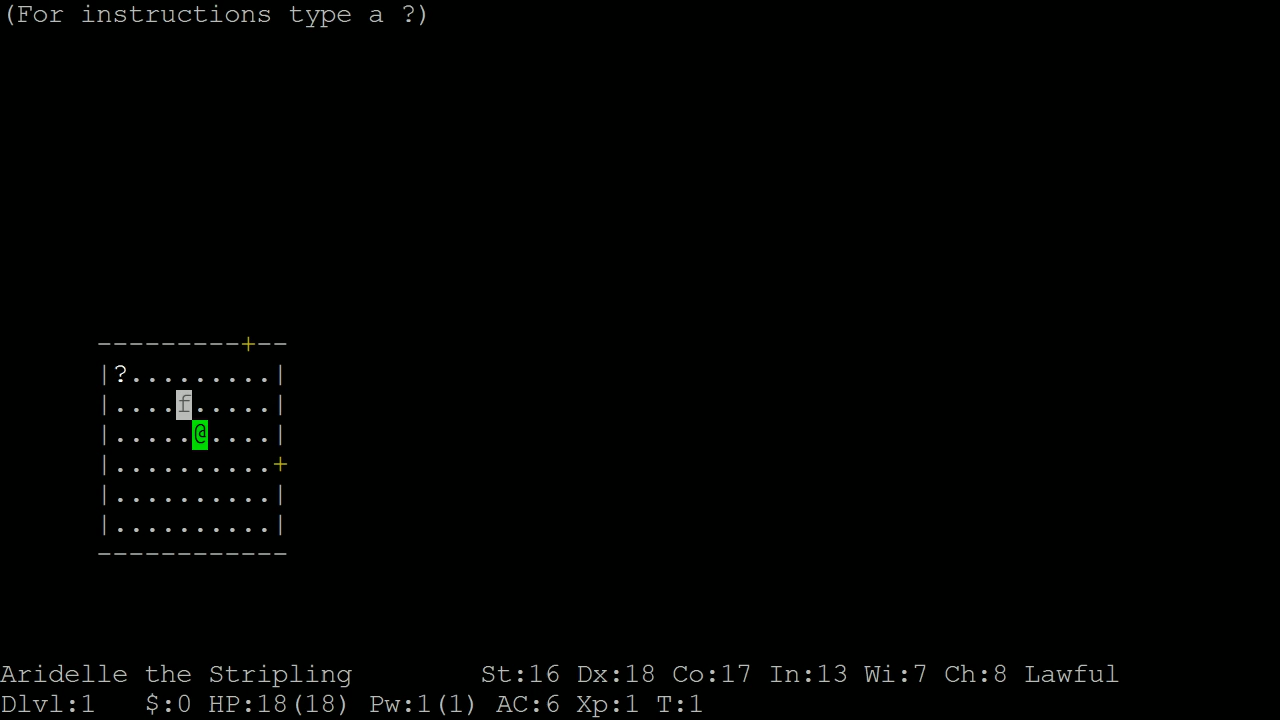 (For instructions type a ?)
---------+--
|?.........|
|....f.....|
|.....@....|
|..........+
|..........|
|..........|
------------
Aridelle the Stripling St:16 Dx:18 Co:17 In:13 Wi:7 Ch:8 Lawful
Dlvl:1 $:0 HP:18(18) Pw:1(1) AC:6 Xp:1 T:1